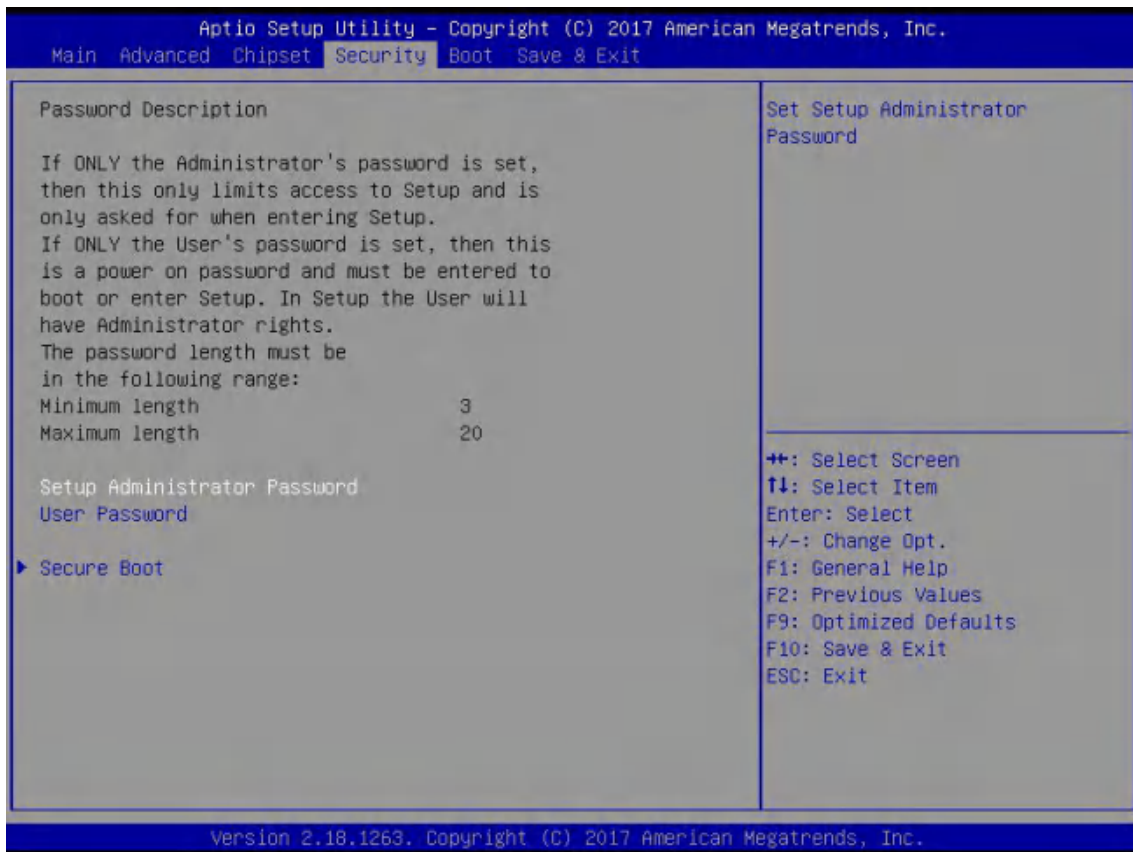 Aptio Setup Utility – Copyright (C) 2017 American Megatrends, Inc.
Main Advanced Chipset Security Boot Save & Exit
Password Description
If ONLY the Administrator's password is set,
then this only limits access to Setup and is
only asked for when entering Setup.
If ONLY the User's password is set, then this
is a power on password and must be entered to
boot or enter Setup. In Setup the User will
have Administrator rights.
The password length must be
in the following range:
Minimum length 3
Maximum length 20
Setup Administrator Password
User Password
Secure Boot
Set Setup Administrator
Password
→←: Select Screen
↑↓: Select Item
Enter: Select
+/-: Change Opt.
F1: General Help
F2: Previous Values
F9: Optimized Defaults
F10: Save & Exit
ESC: Exit
Version 2.18.1263. Copyright (C) 2017 American Megatrends, Inc.